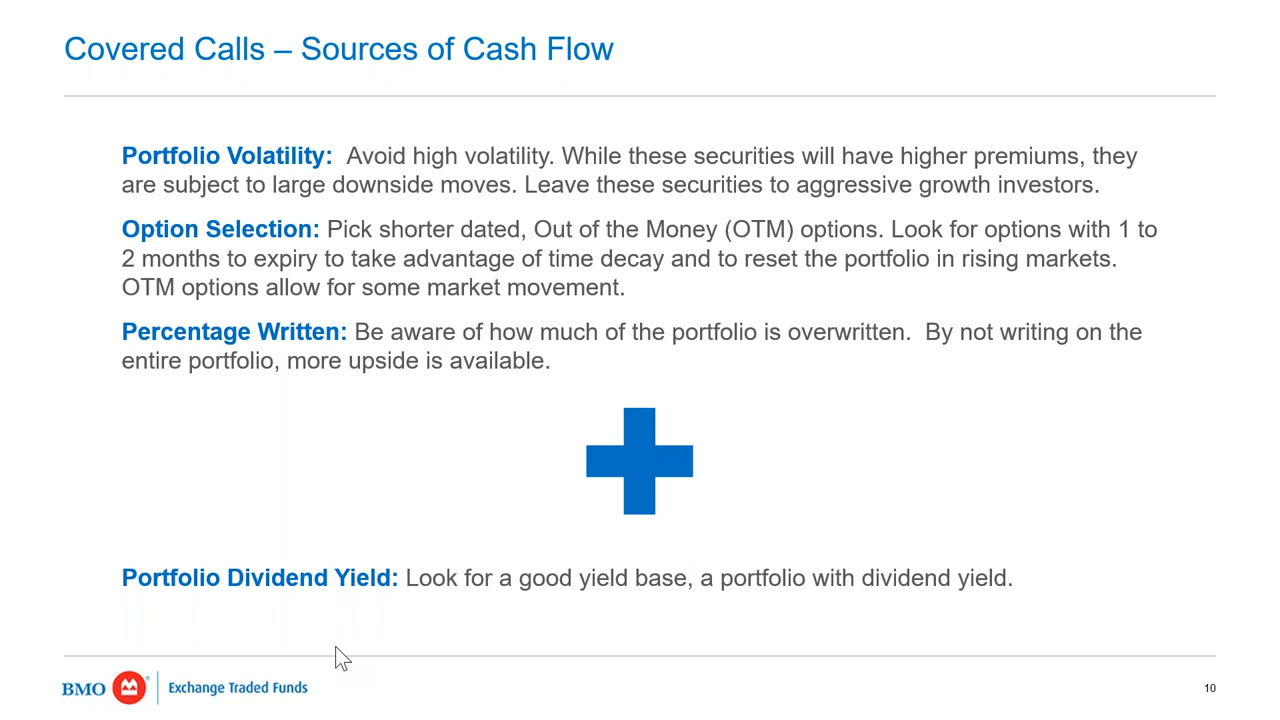 Covered Calls – Sources of Cash Flow
Portfolio Volatility:  Avoid high volatility. While these securities will have higher premiums, they
are subject to large downside moves. Leave these securities to aggressive growth investors.
Option Selection: Pick shorter dated, Out of the Money (OTM) options. Look for options with 1 to
2 months to expiry to take advantage of time decay and to reset the portfolio in rising markets.
OTM options allow for some market movement.
Percentage Written: Be aware of how much of the portfolio is overwritten.  By not writing on the
entire portfolio, more upside is available.
Portfolio Dividend Yield: Look for a good yield base, a portfolio with dividend yield.
BMO Exchange Traded Funds
10